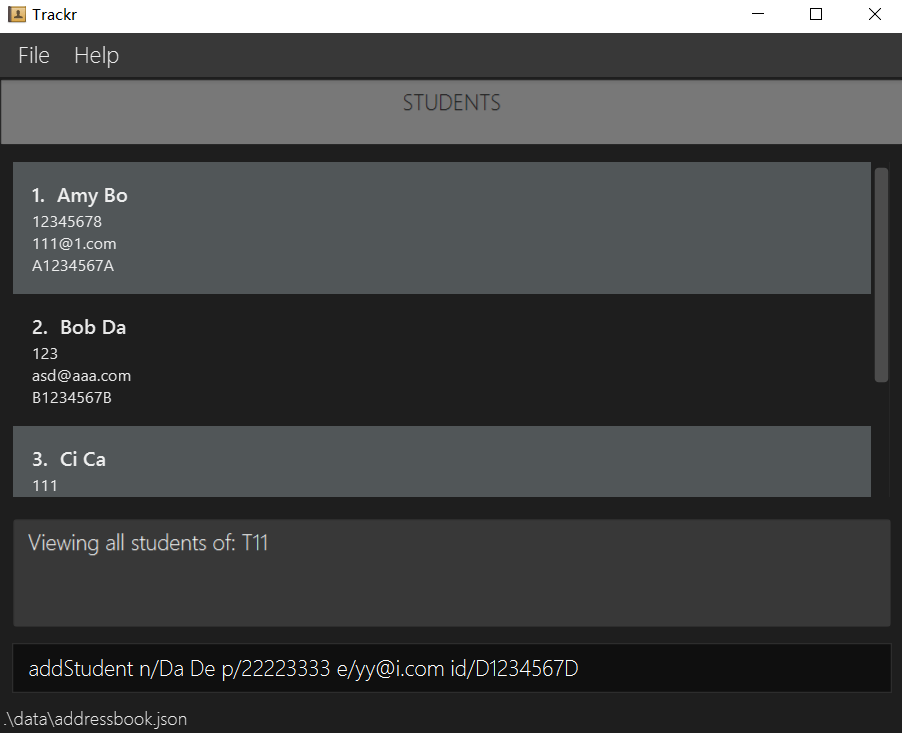 Trackr
File Help
STUDENTS
1. Amy Bo
12345678
111@1.com
A1234567A
2. Bob Da
123
asd@aaa.com
B1234567B
3. Ci Ca
111
Viewing all students of: T11
addStudent n/Da De p/22223333 e/yy@i.com id/D1234567D
.\data\addressbook.json